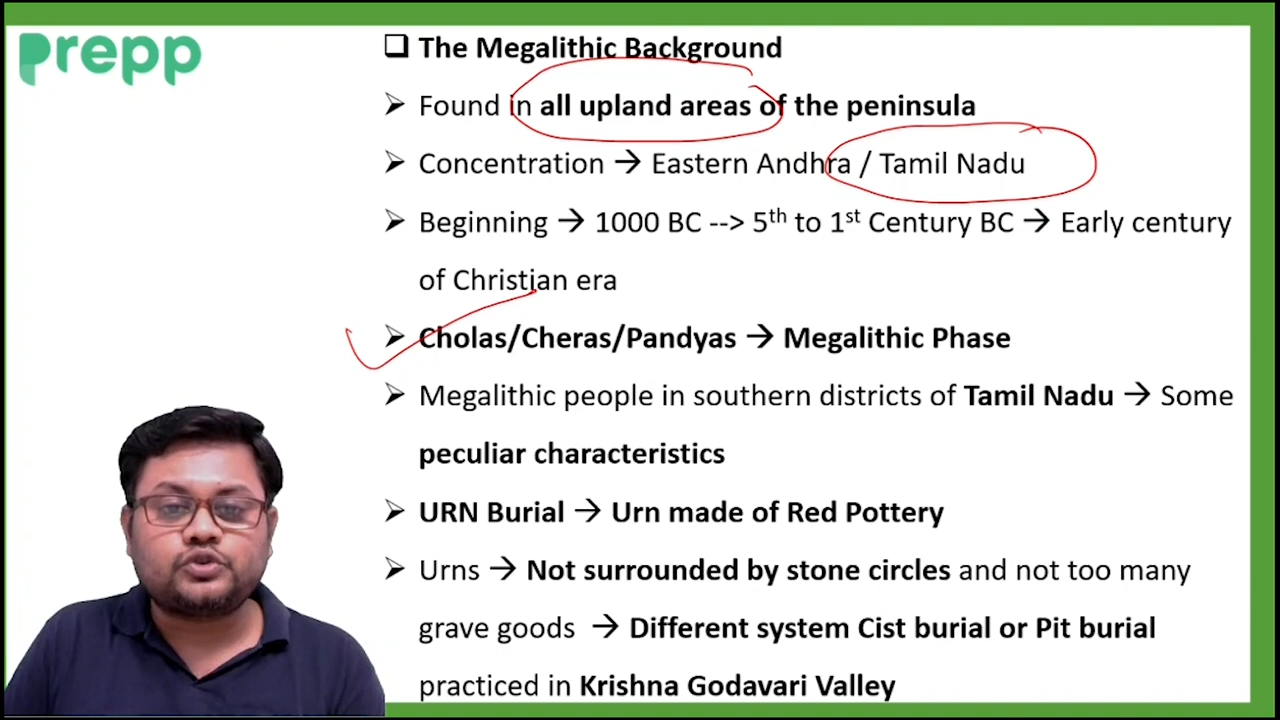 prepp
❑ The Megalithic Background
➢ Found in all upland areas of the peninsula
➢ Concentration → Eastern Andhra / Tamil Nadu
➢ Beginning → 1000 BC --> 5th to 1st Century BC → Early century
of Christian era
➢ Cholas/Cheras/Pandyas → Megalithic Phase
➢ Megalithic people in southern districts of Tamil Nadu → Some
peculiar characteristics
➢ URN Burial → Urn made of Red Pottery
➢ Urns → Not surrounded by stone circles and not too many
grave goods → Different system Cist burial or Pit burial
practiced in Krishna Godavari Valley